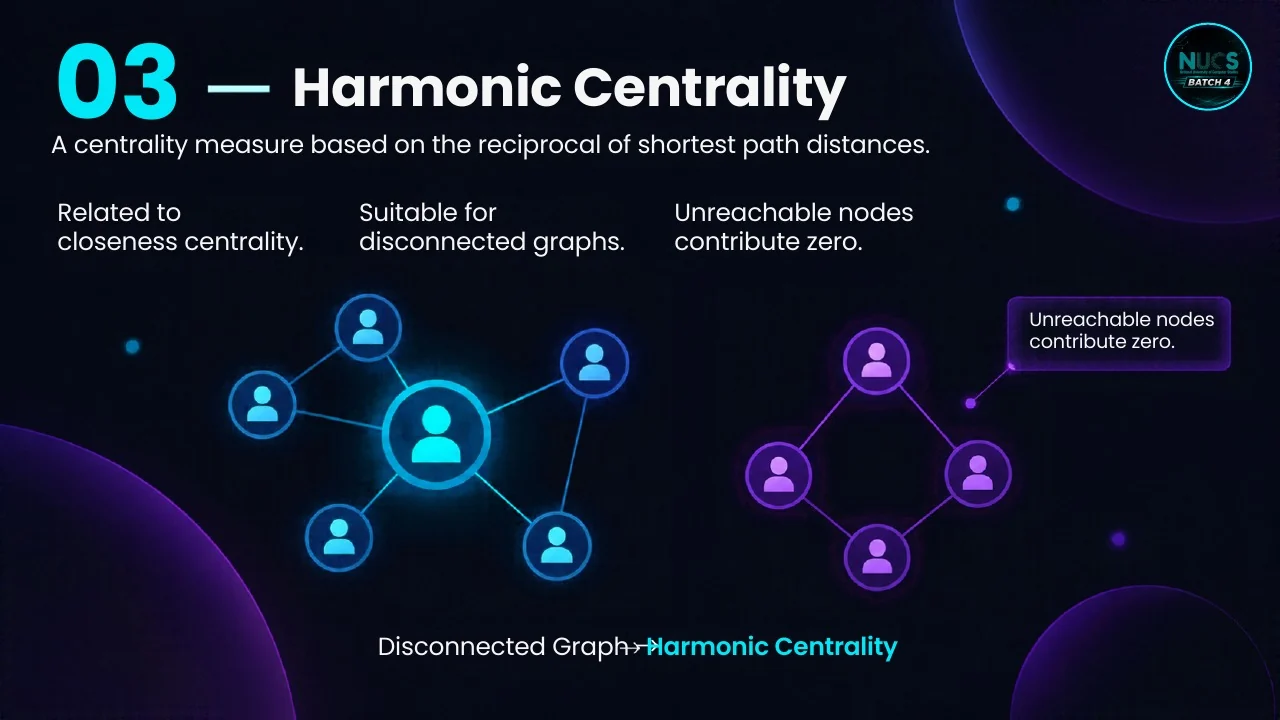 03 — Harmonic Centrality
NUCS
BATCH 4
A centrality measure based on the reciprocal of shortest path distances.
Related to
closeness centrality.
Suitable for
disconnected graphs.
Unreachable nodes
contribute zero.
Unreachable nodes
contribute zero.
Disconnected Graph → Harmonic Centrality